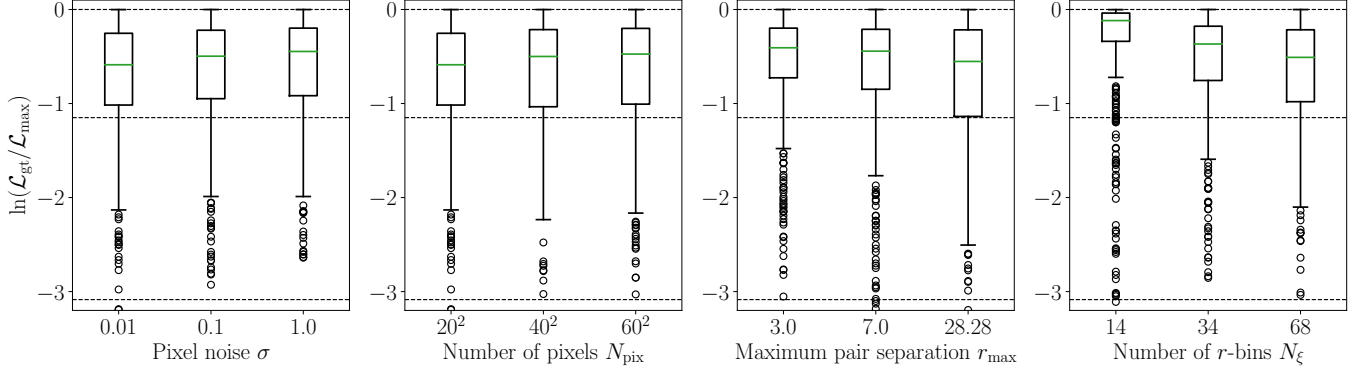 ln(𝓛gt/𝓛max)
0
−1
−2
−3
0.01 0.1 1.0
Pixel noise σ
0
−1
−2
−3
20² 40² 60²
Number of pixels Npix
0
−1
−2
−3
3.0 7.0 28.28
Maximum pair separation rmax
0
−1
−2
−3
14 34 68
Number of r-bins Nξ